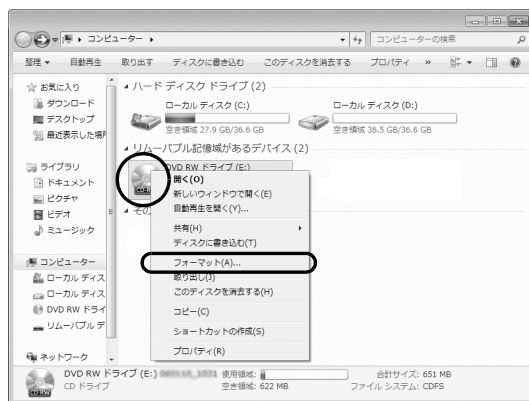 コンピューター
コンピューターの検索
整理 自動再生 取り出す ディスクに書き込む このディスクを消去する プロパティ »
お気に入り
ダウンロード
デスクトップ
最近表示した場所
ライブラリ
ドキュメント
ピクチャ
ビデオ
ミュージック
コンピューター
ローカル ディス
ローカル ディス
DVD RW ドライ
リムーバブル デ
ネットワーク
ハード ディスク ドライブ (2)
ローカル ディスク (C:)
空き領域 27.9 GB/36.6 GB
ローカル ディスク (D:)
空き領域 36.5 GB/36.6 GB
リムーバブル記憶域があるデバイス (2)
DVD RW ドライブ (E:)
CD-RW
その
開く(O)
新しいウィンドウで開く(E)
自動再生を開く(Y)...
共有(H)
ディスクに書き込む(T)
フォーマット(A)...
取り出し(J)
このディスクを消去する(H)
コピー(C)
ショートカットの作成(S)
プロパティ(R)
DVD RW ドライブ (E:) 使用領域: 合計サイズ: 651 MB
CD ドライブ 空き領域: 622 MB ファイル システム: CDFS
CD-RW